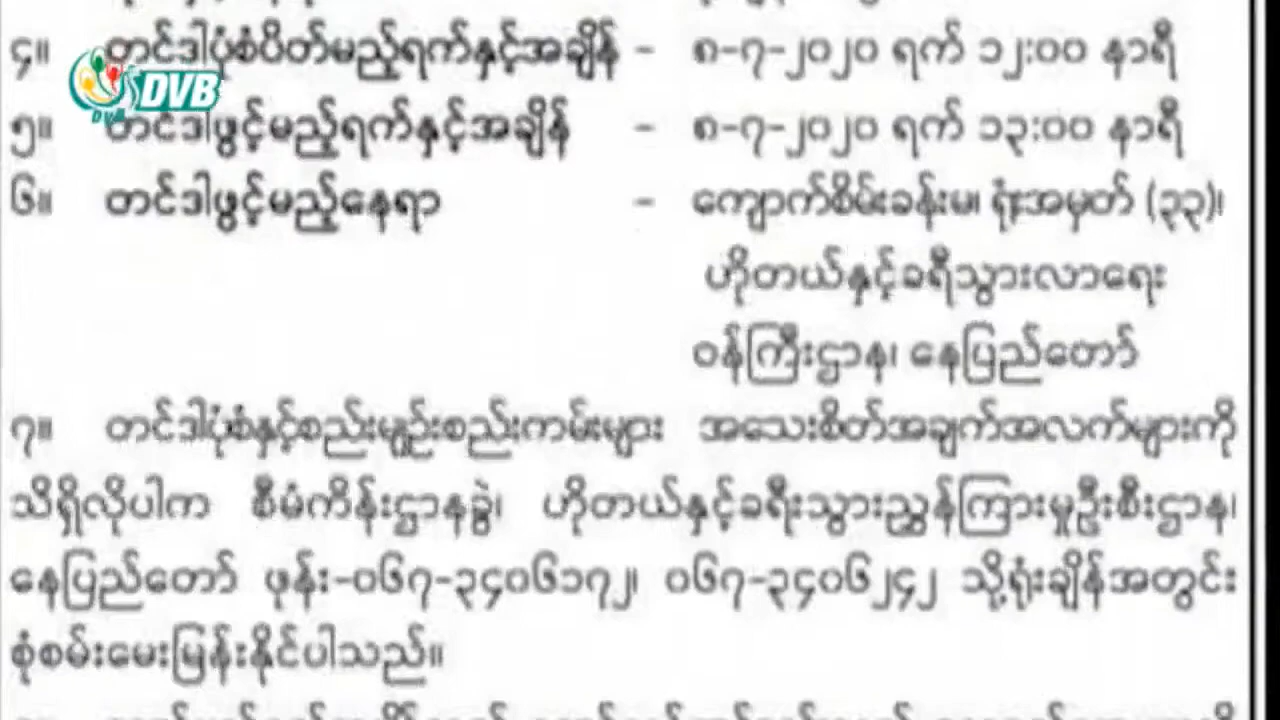 ၄။ တင်ဒါပုံစံပိတ်မည့်ရက်နှင့်အချိန် - ၈-၇-၂၀၂၀ ရက် ၁၂:၀၀ နာရီ
DVB
၅။ တင်ဒါဖွင့်မည့်ရက်နှင့်အချိန် - ၈-၇-၂၀၂၀ ရက် ၁၃:၀၀ နာရီ
၆။ တင်ဒါဖွင့်မည့်နေရာ - ကျောက်စိမ်းခန်းမ၊ ရုံးအမှတ် (၃၃)၊
ဟိုတယ်နှင့်ခရီသွားလာရေး
ဝန်ကြီးဌာန၊ နေပြည်တော်
၇။ တင်ဒါပုံစံနှင့်စည်းမျဉ်းစည်းကမ်းများ အသေးစိတ်အချက်အလက်များကို
သိရှိလိုပါက စီမံကိန်းဌာနခွဲ၊ ဟိုတယ်နှင့်ခရီးသွားညွှန်ကြားမှုဦးစီးဌာန၊
နေပြည်တော် ဖုန်း-၀၆၇-၃၄၀၆၁၇၂၊ ၀၆၇-၃၄၀၆၂၄၂ သို့ရုံးချိန်အတွင်း
စုံစမ်းမေးမြန်းနိုင်ပါသည်။